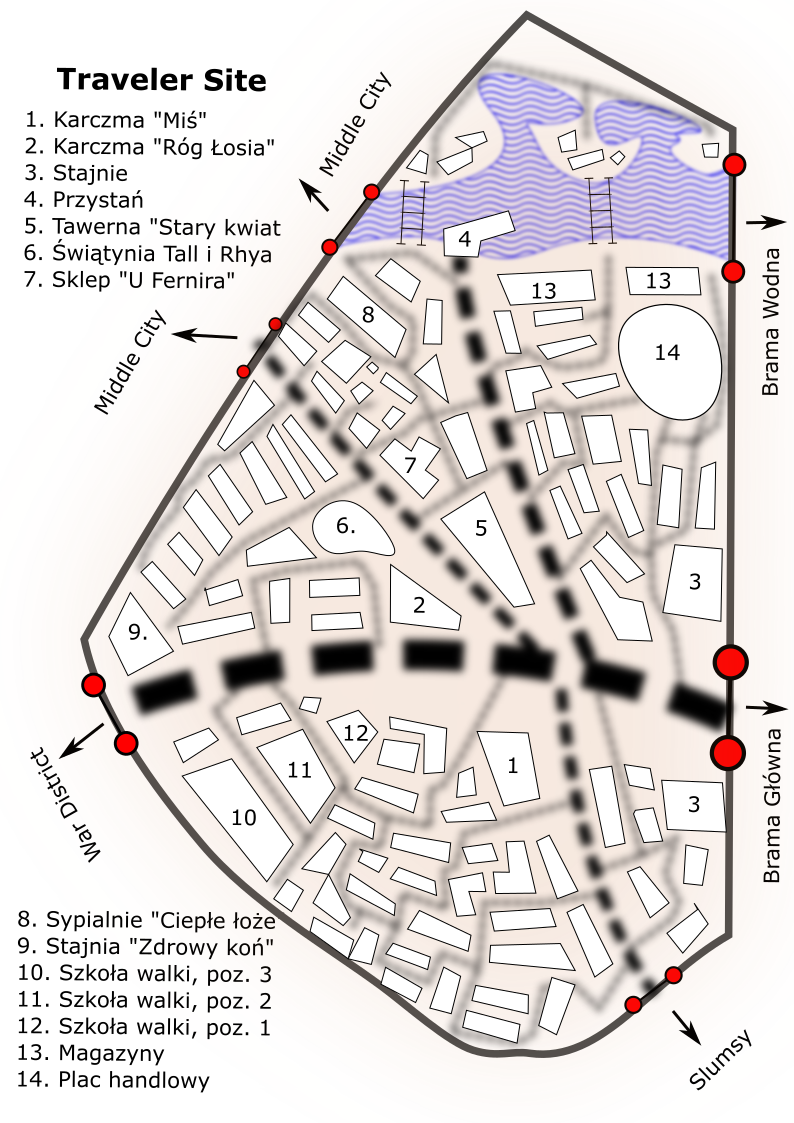 Traveler Site
1. Karczma "Miś"
2. Karczma "Róg Łosia"
3. Stajnie
4. Przystań
5. Tawerna "Stary kwiat
6. Świątynia Tall i Rhya
7. Sklep "U Fernira"
Middle City
Middle City
War District
Brama Wodna
Brama Główna
Slumsy
4
13
13
8
14
7
5
6.
3
2
9.
12
11
1
3
10
8. Sypialnie "Ciepłe łoże
9. Stajnia "Zdrowy koń"
10. Szkoła walki, poz. 3
11. Szkoła walki, poz. 2
12. Szkoła walki, poz. 1
13. Magazyny
14. Plac handlowy